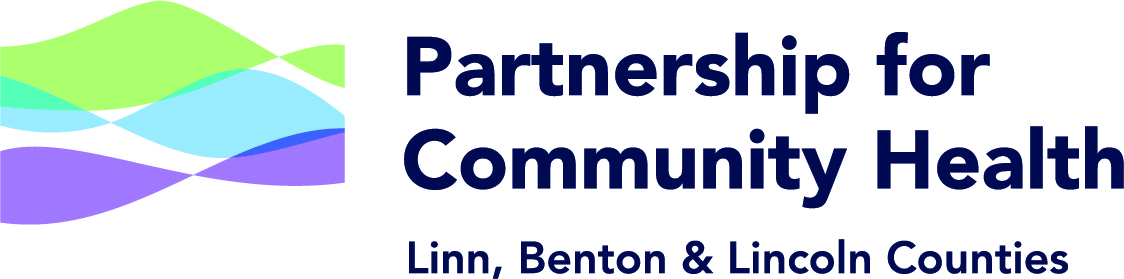 Partnership for
Community Health
Linn, Benton & Lincoln Counties